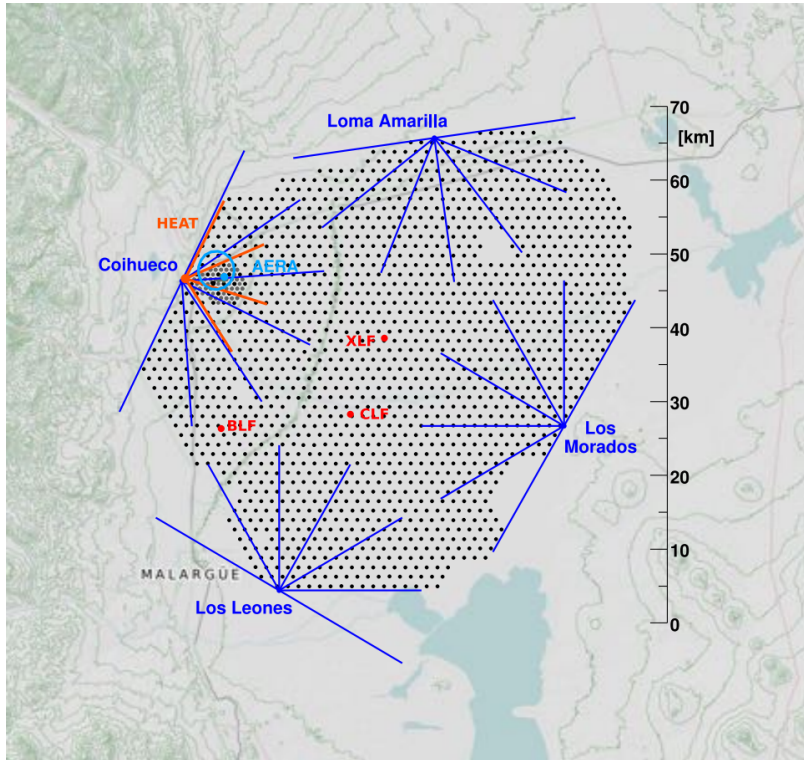 Loma Amarilla
70
[km]
60
HEAT
50
Coihueco
AERA
40
XLF
30
BLF
CLF
Los
Morados
20
10
MALARGÜE
Los Leones
0